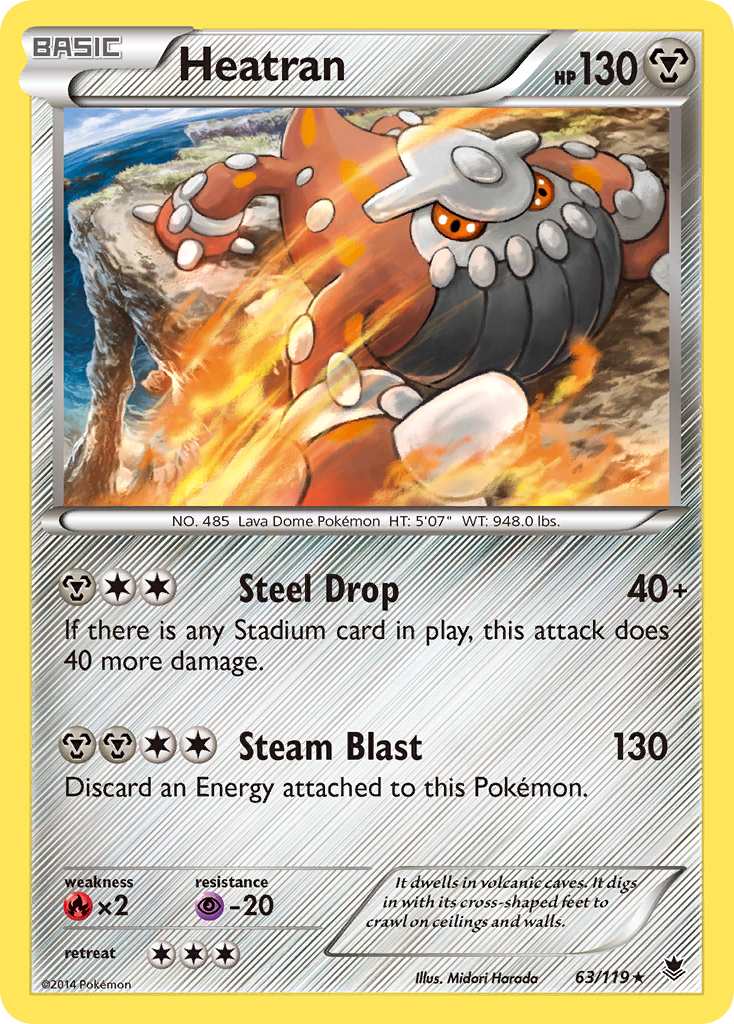 BASIC Heatran HP 130
NO. 485 Lava Dome Pokémon HT: 5'07" WT: 948.0 lbs.
Steel Drop 40+
If there is any Stadium card in play, this attack does
40 more damage.
Steam Blast 130
Discard an Energy attached to this Pokémon.
weakness resistance
×2 -20
retreat
It dwells in volcanic caves. It digs
in with its cross-shaped feet to
crawl on ceilings and walls.
©2014 Pokémon Illus. Midori Harada 63/119★